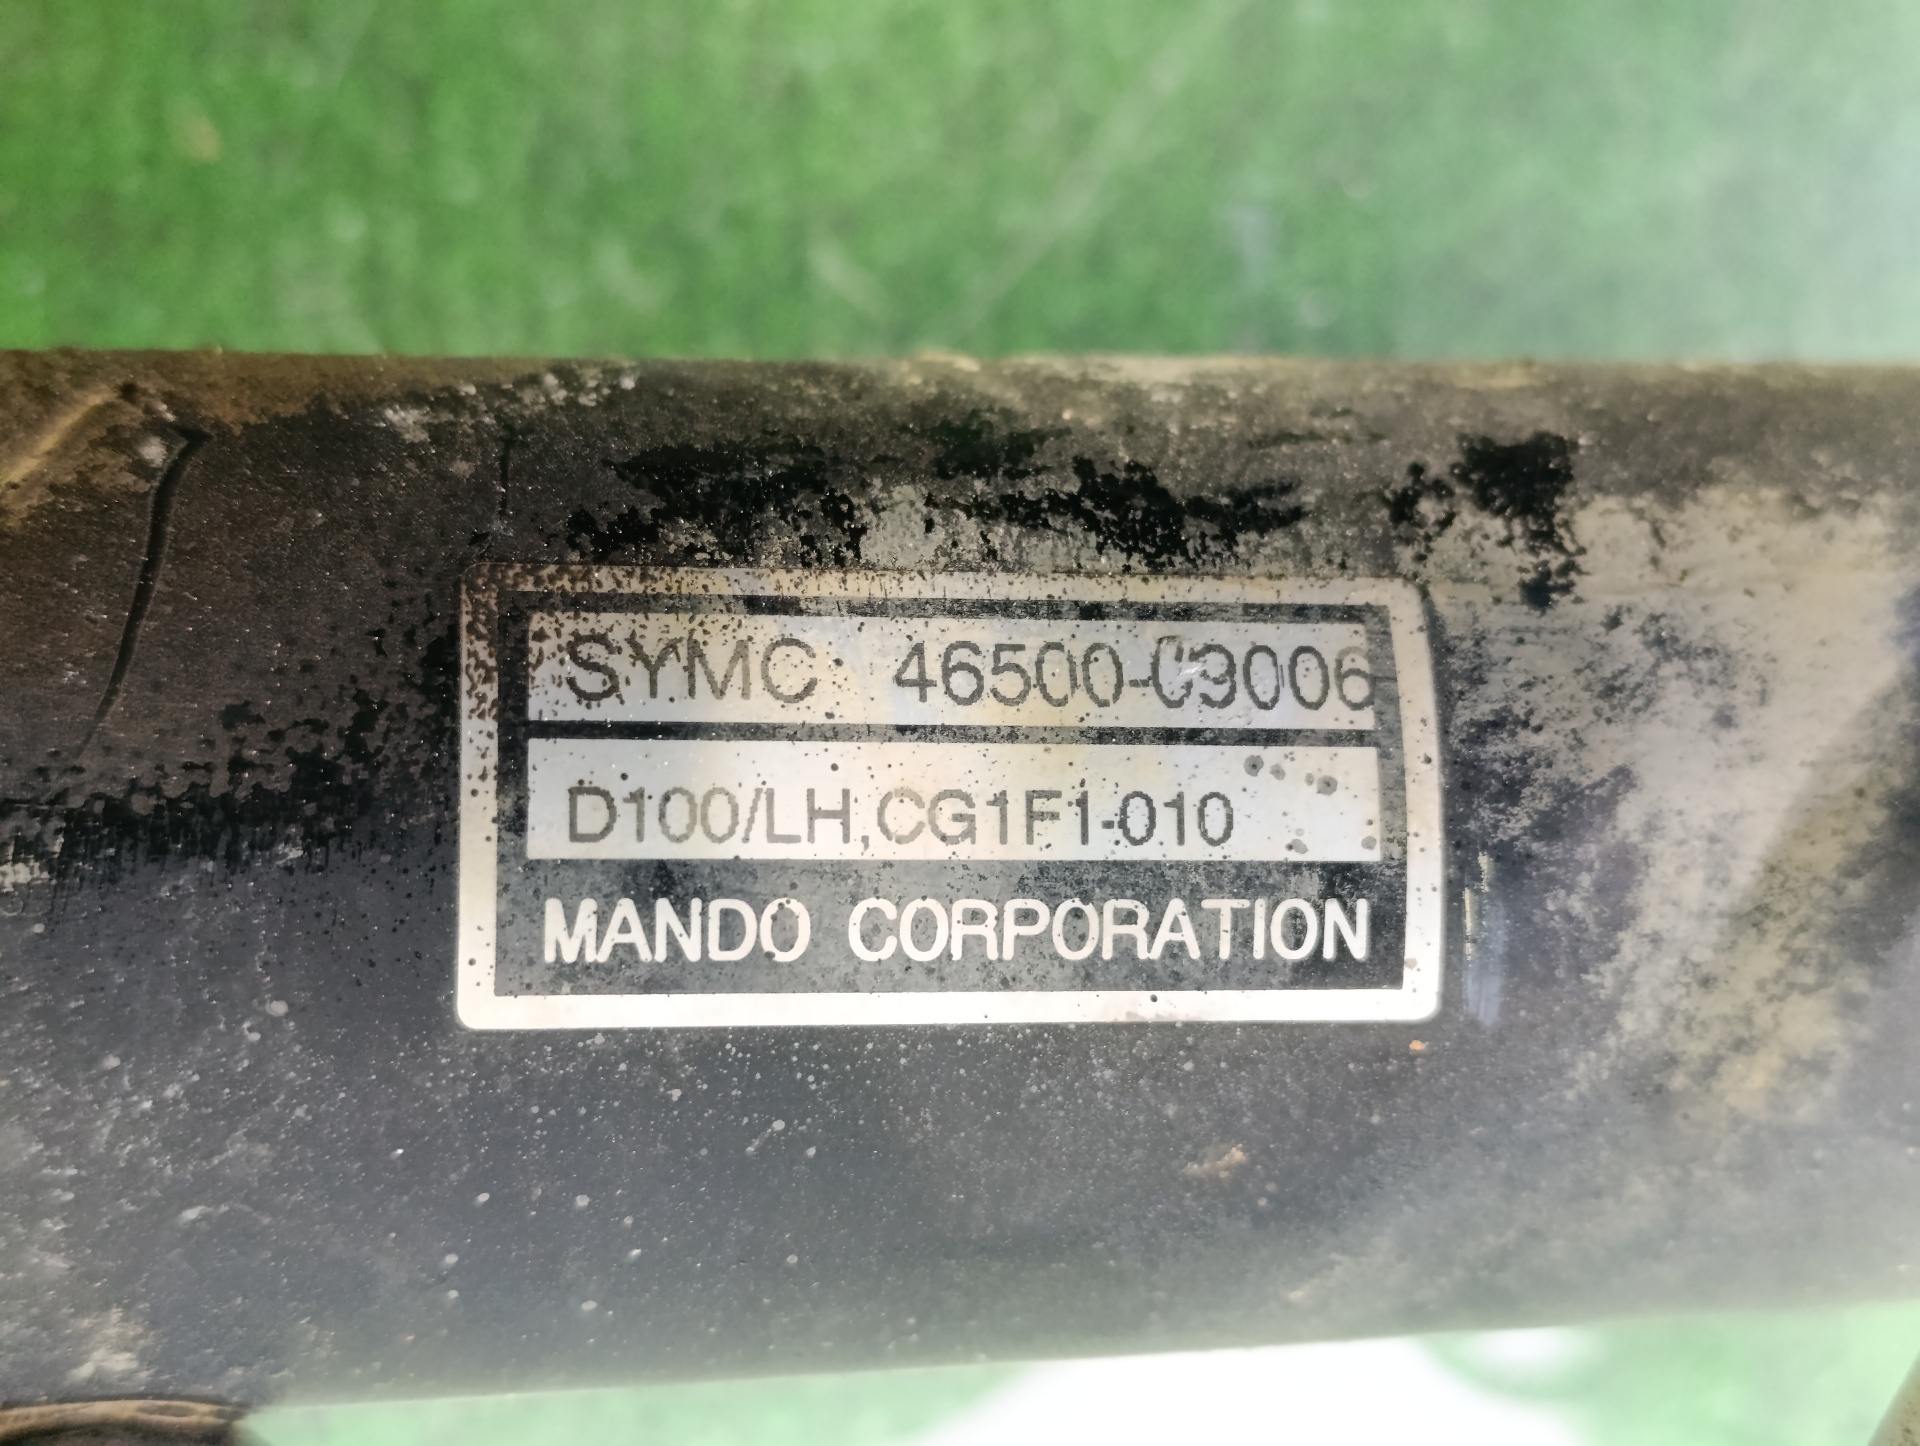 SYMC 46500-09006
D100/LH,CG1F1-010
MANDO CORPORATION